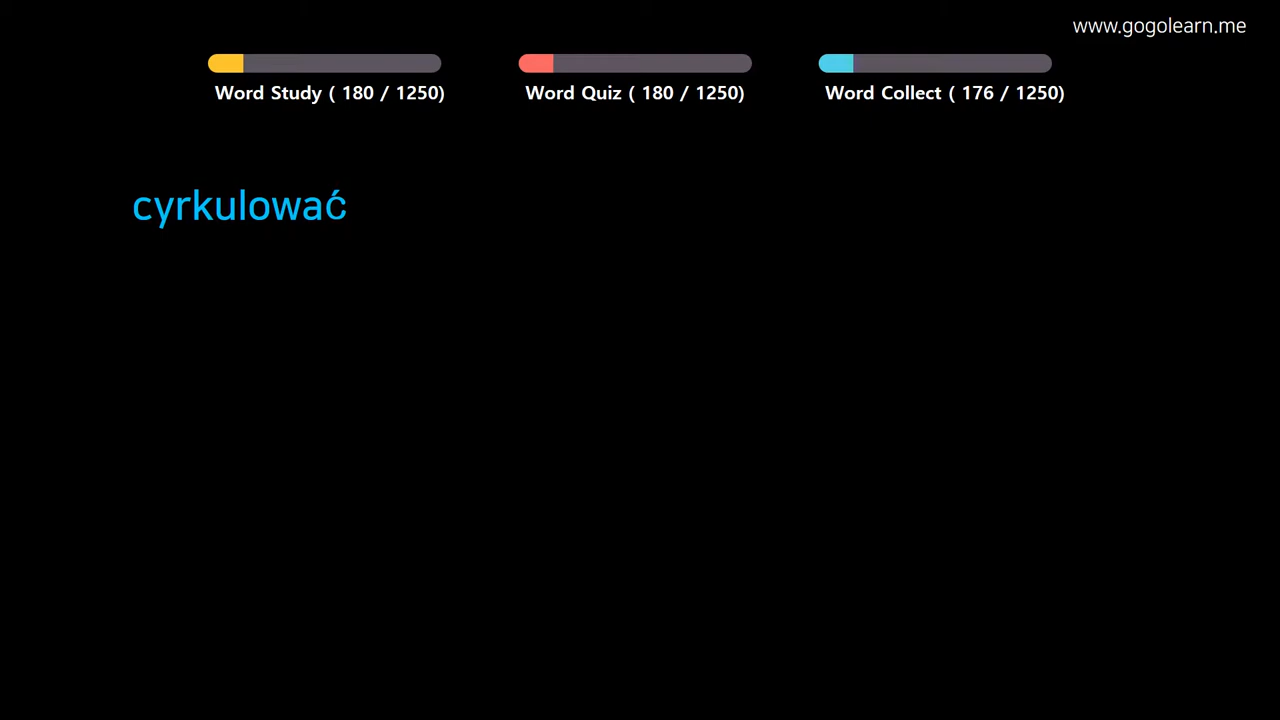 www.gogolearn.me
Word Study ( 180 / 1250)
Word Quiz ( 180 / 1250)
Word Collect ( 176 / 1250)
cyrkulować